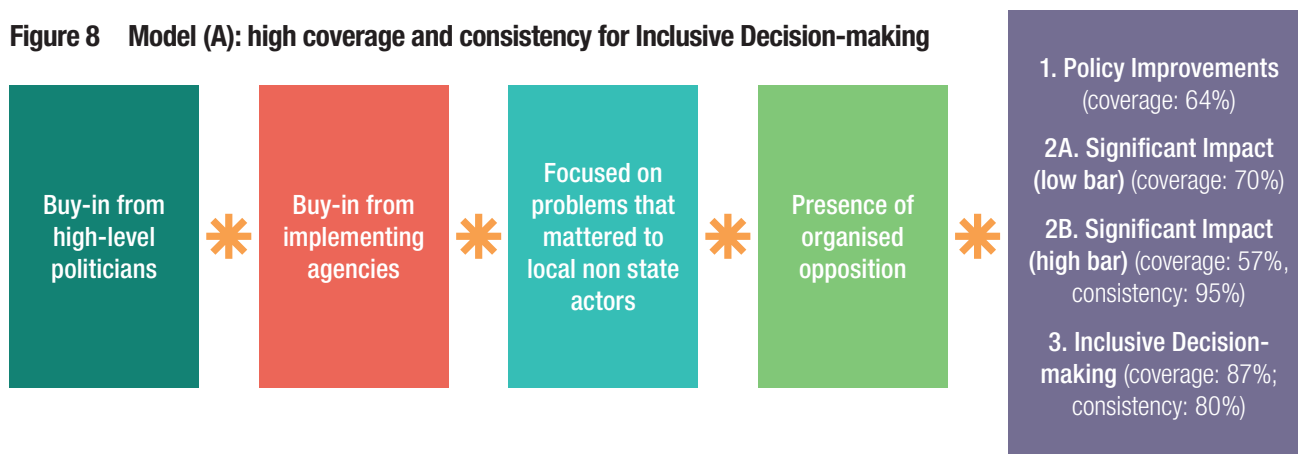 Figure 8 Model (A): high coverage and consistency for Inclusive Decision-making
Buy-in from
high-level
politicians
Buy-in from
implementing
agencies
Focused on
problems that
mattered to
local non state
actors
Presence of
organised
opposition
1. Policy Improvements
(coverage: 64%)
2A. Significant Impact
(low bar) (coverage: 70%)
2B. Significant Impact
(high bar) (coverage: 57%,
consistency: 95%)
3. Inclusive Decision-
making (coverage: 87%;
consistency: 80%)